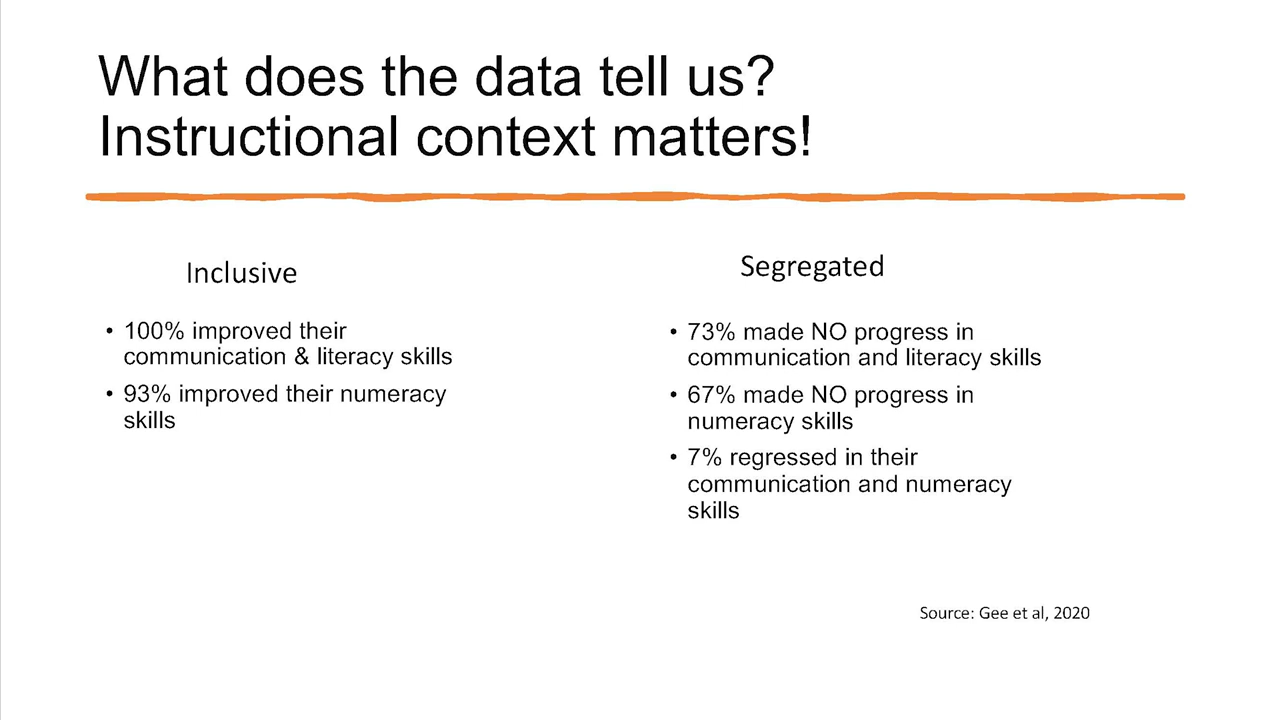 What does the data tell us?
Instructional context matters!
Inclusive
• 100% improved their
communication & literacy skills
• 93% improved their numeracy
skills
Segregated
• 73% made NO progress in
communication and literacy skills
• 67% made NO progress in
numeracy skills
• 7% regressed in their
communication and numeracy
skills
Source: Gee et al, 2020